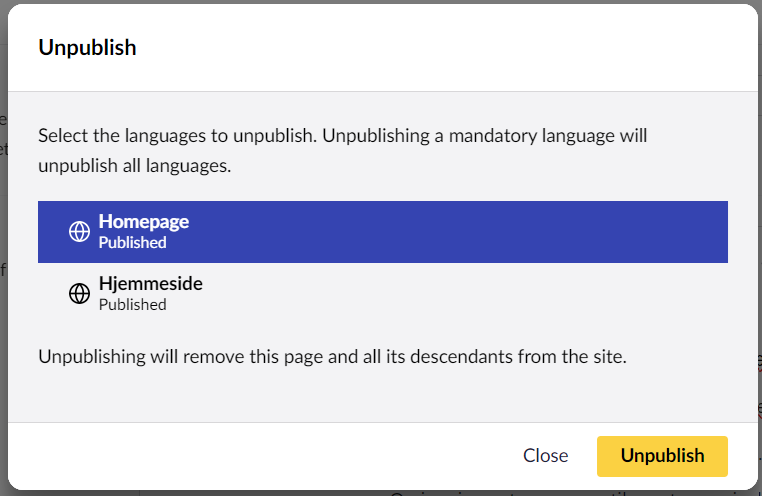 Unpublish
Select the languages to unpublish. Unpublishing a mandatory language will
unpublish all languages.
Homepage
Published
Hjemmeside
Published
Unpublishing will remove this page and all its descendants from the site.
Close
Unpublish